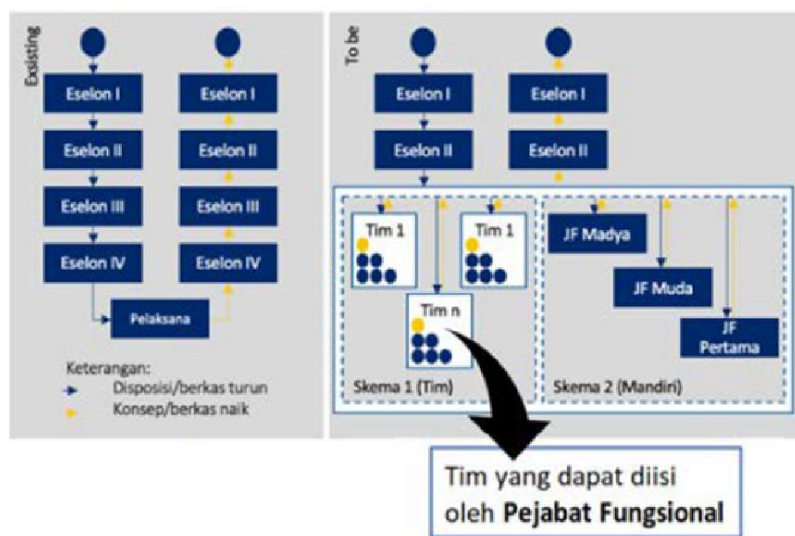 Exsisting
Eselon I
Eselon I
Eselon II
Eselon II
Eselon III
Eselon III
Eselon IV
Eselon IV
Pelaksana
Keterangan:
Disposisi/berkas turun
Konsep/berkas naik
To be
Eselon I
Eselon I
Eselon II
Eselon II
Tim 1
Tim 1
Tim n
Skema 1 (Tim)
JF Madya
JF Muda
JF
Pertama
Skema 2 (Mandiri)
Tim yang dapat diisi
oleh Pejabat Fungsional